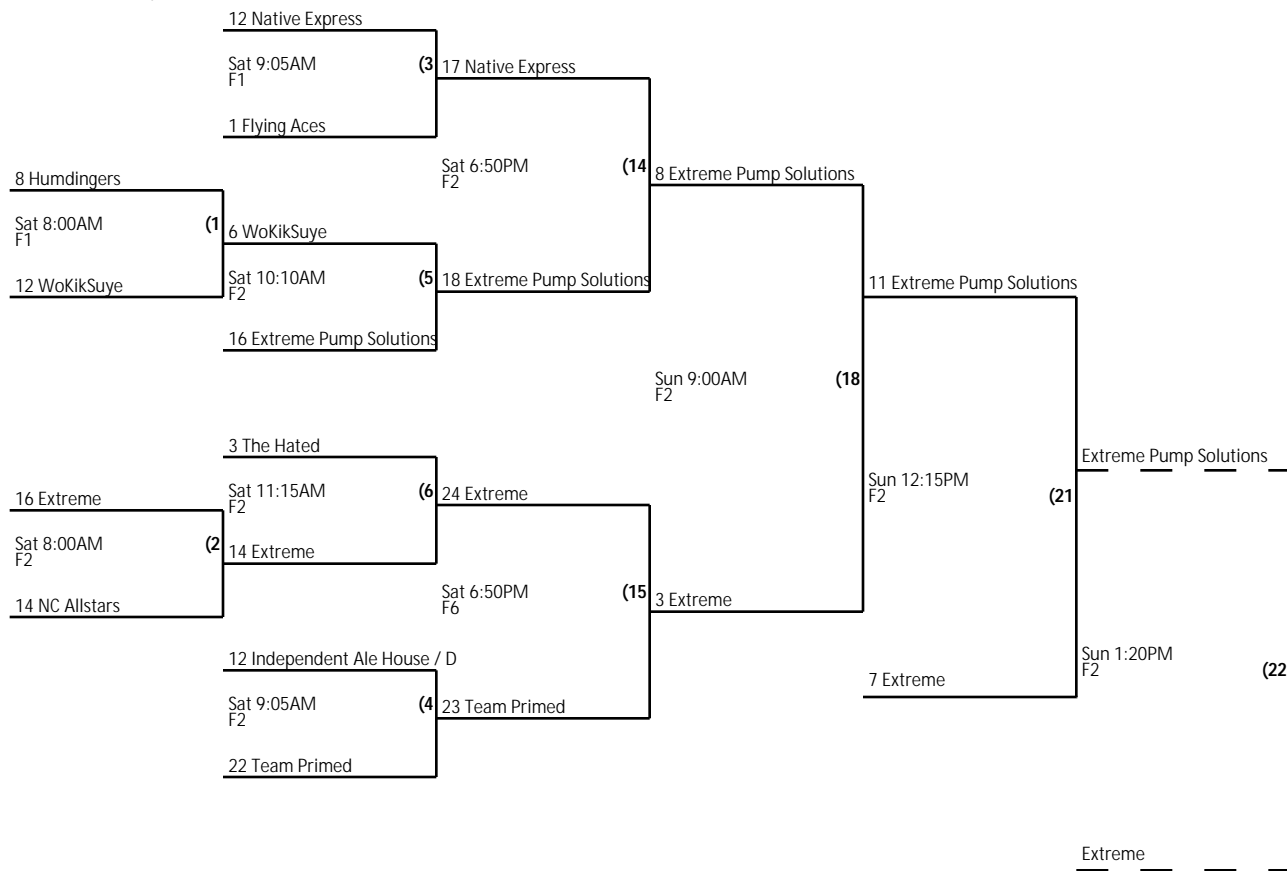 12 Native Express
Sat 9:05AM (3
F1
17 Native Express
1 Flying Aces
Sat 6:50PM (14
F2
8 Humdingers
8 Extreme Pump Solutions
Sat 8:00AM (1
F1
6 WoKikSuye
12 WoKikSuye
Sat 10:10AM (5
F2
18 Extreme Pump Solutions
11 Extreme Pump Solutions
16 Extreme Pump Solutions
Sun 9:00AM (18
F2
3 The Hated
Extreme Pump Solutions
16 Extreme
Sat 11:15AM (6
F2
24 Extreme
Sun 12:15PM (21
F2
Sat 8:00AM (2
F2
14 Extreme
14 NC Allstars
Sat 6:50PM (15
F6
3 Extreme
12 Independent Ale House / D
Sun 1:20PM (22
F2
7 Extreme
Sat 9:05AM (4
F2
23 Team Primed
22 Team Primed
Extreme